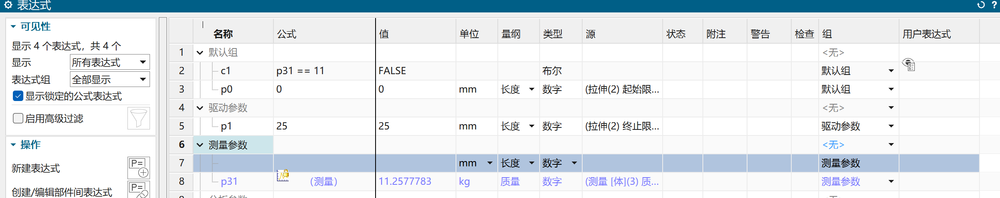 表达式
?
可见性
显示 4 个表达式，共 4 个
显示 所有表达式
表达式组 全部显示
显示锁定的公式表达式
启用高级过滤
操作
新建表达式 P=
创建/编辑部件间表达式 P=
名称 公式 值 单位 量纲 类型 源 状态 附注 警告 检查 组 用户表达式
1 默认组 <无>
2 c1 p31 == 11 FALSE 布尔 默认组
3 p0 0 0 mm 长度 数字 (拉伸(2) 起始限... 默认组
4 驱动参数 <无>
5 p1 25 25 mm 长度 数字 (拉伸(2) 终止限... 驱动参数
6 测量参数 <无>
7 mm 长度 数字 测量参数
8 p31 (测量) 11.2577783 kg 质量 数字 (测量 [体](3) 质... 测量参数